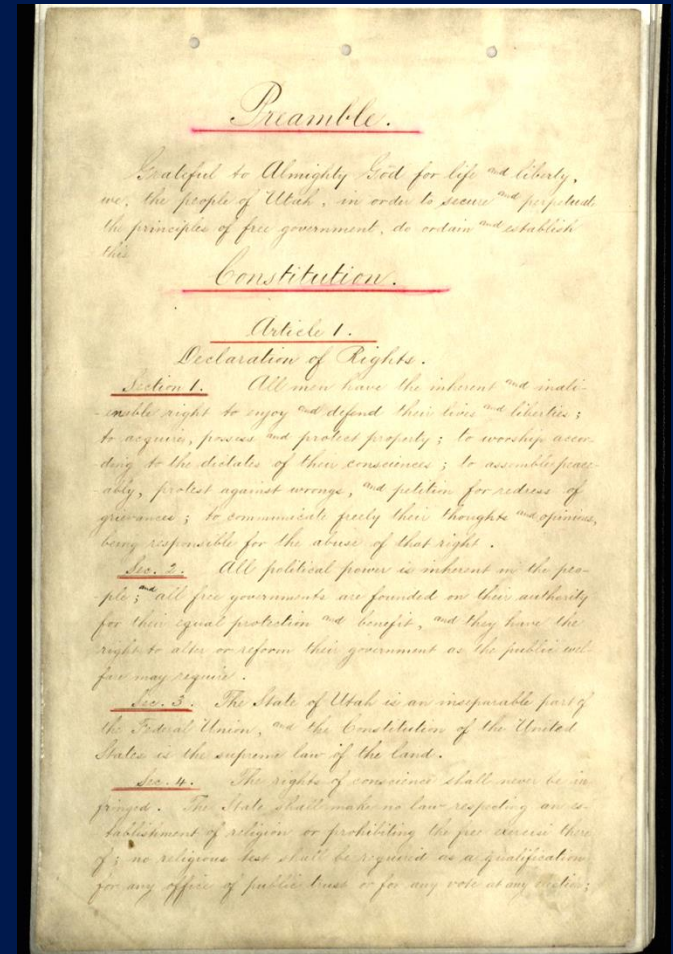 Preamble.
Grateful to Almighty God for life and liberty,
we, the people of Utah, in order to secure and perpetuate
the principles of free government, do ordain and establish
this
Constitution.
Article 1.
Declaration of Rights.
Section 1. All men have the inherent and inali-
-enable right to enjoy and defend their lives and liberties;
to acquire, possess and protect property; to worship accor-
ding to the dictates of their consciences; to assemble peace-
-ably, protest against wrongs, and petition for redress of
grievances; to communicate freely their thoughts and opinions,
being responsible for the abuse of that right.
Sec. 2. All political power is inherent in the peo-
-ple; and all free governments are founded on their authority
for their equal protection and benefit, and they have the
right to alter or reform their government as the public wel-
fare may require.
Sec. 3. The State of Utah is an inseparable part of
the Federal Union, and the Constitution of the United
States is the supreme law of the land.
Sec. 4. The rights of conscience shall never be in-
fringed. The State shall make no law respecting an es-
tablishment of religion or prohibiting the free exercise there
of; no religious test shall be required as a qualification
for any office of public trust or for any vote at any election;